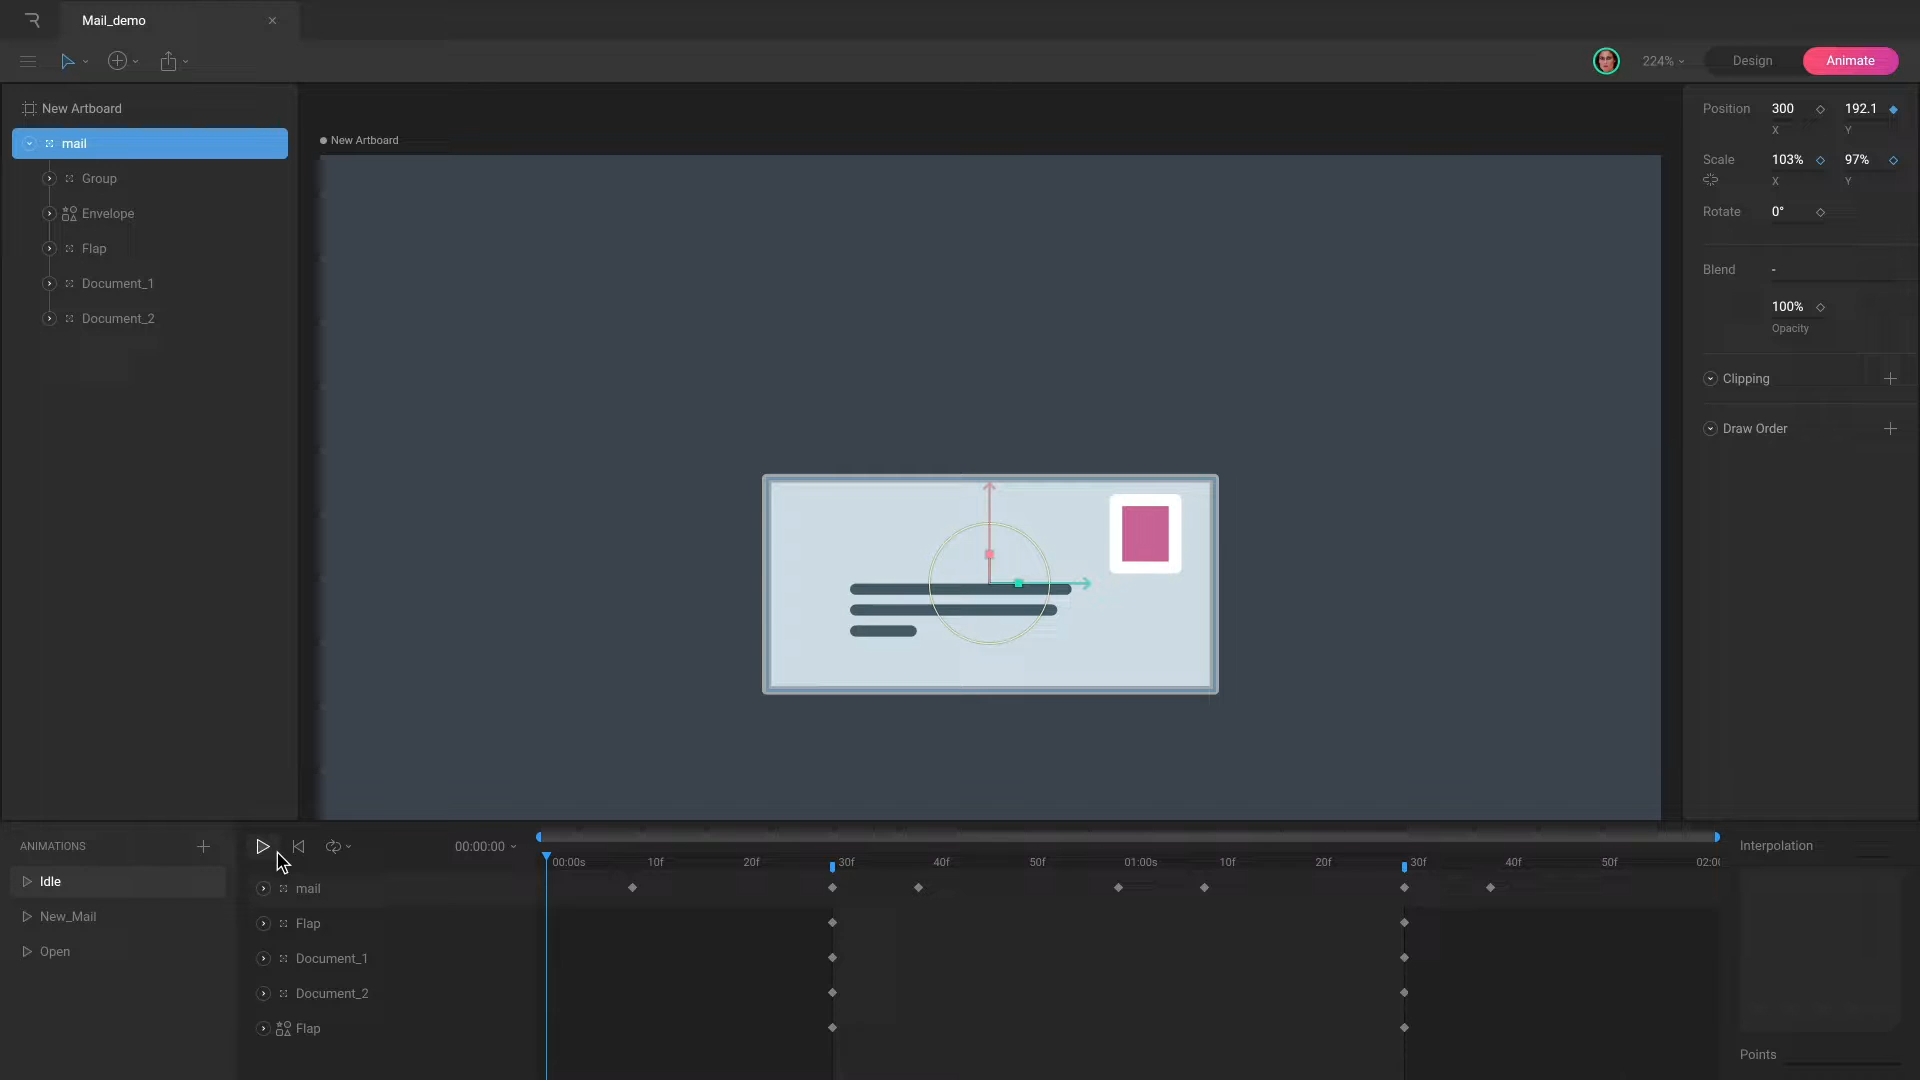 Mail_demo
224%
Design
Animate
New Artboard
mail
Group
Envelope
Flap
Document_1
Document_2
New Artboard
Position
300
192.1
X
Y
Scale
103%
97%
X
Y
Rotate
0°
Blend
-
100%
Opacity
Clipping
Draw Order
ANIMATIONS
Idle
New_Mail
Open
00:00:00
00:00s
10f
20f
30f
40f
50f
01:00s
10f
20f
30f
40f
50f
02:00
mail
Flap
Document_1
Document_2
Flap
Interpolation
Points